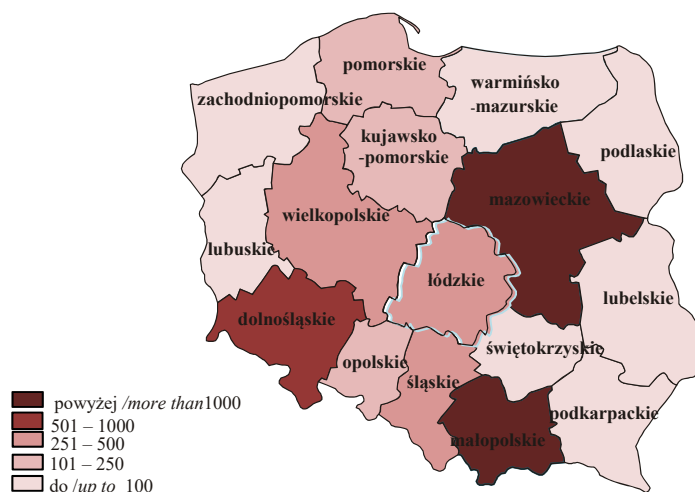 pomorskie
zachodniopomorskie
warmińsko
-mazurskie
kujawsko
-pomorskie
podlaskie
mazowieckie
wielkopolskie
lubuskie
łódzkie
lubelskie
dolnośląskie
świętokrzyskie
opolskie
śląskie
podkarpackie
małopolskie
powyżej /more than1000
501 – 1000
251 – 500
101 – 250
do /up to 100